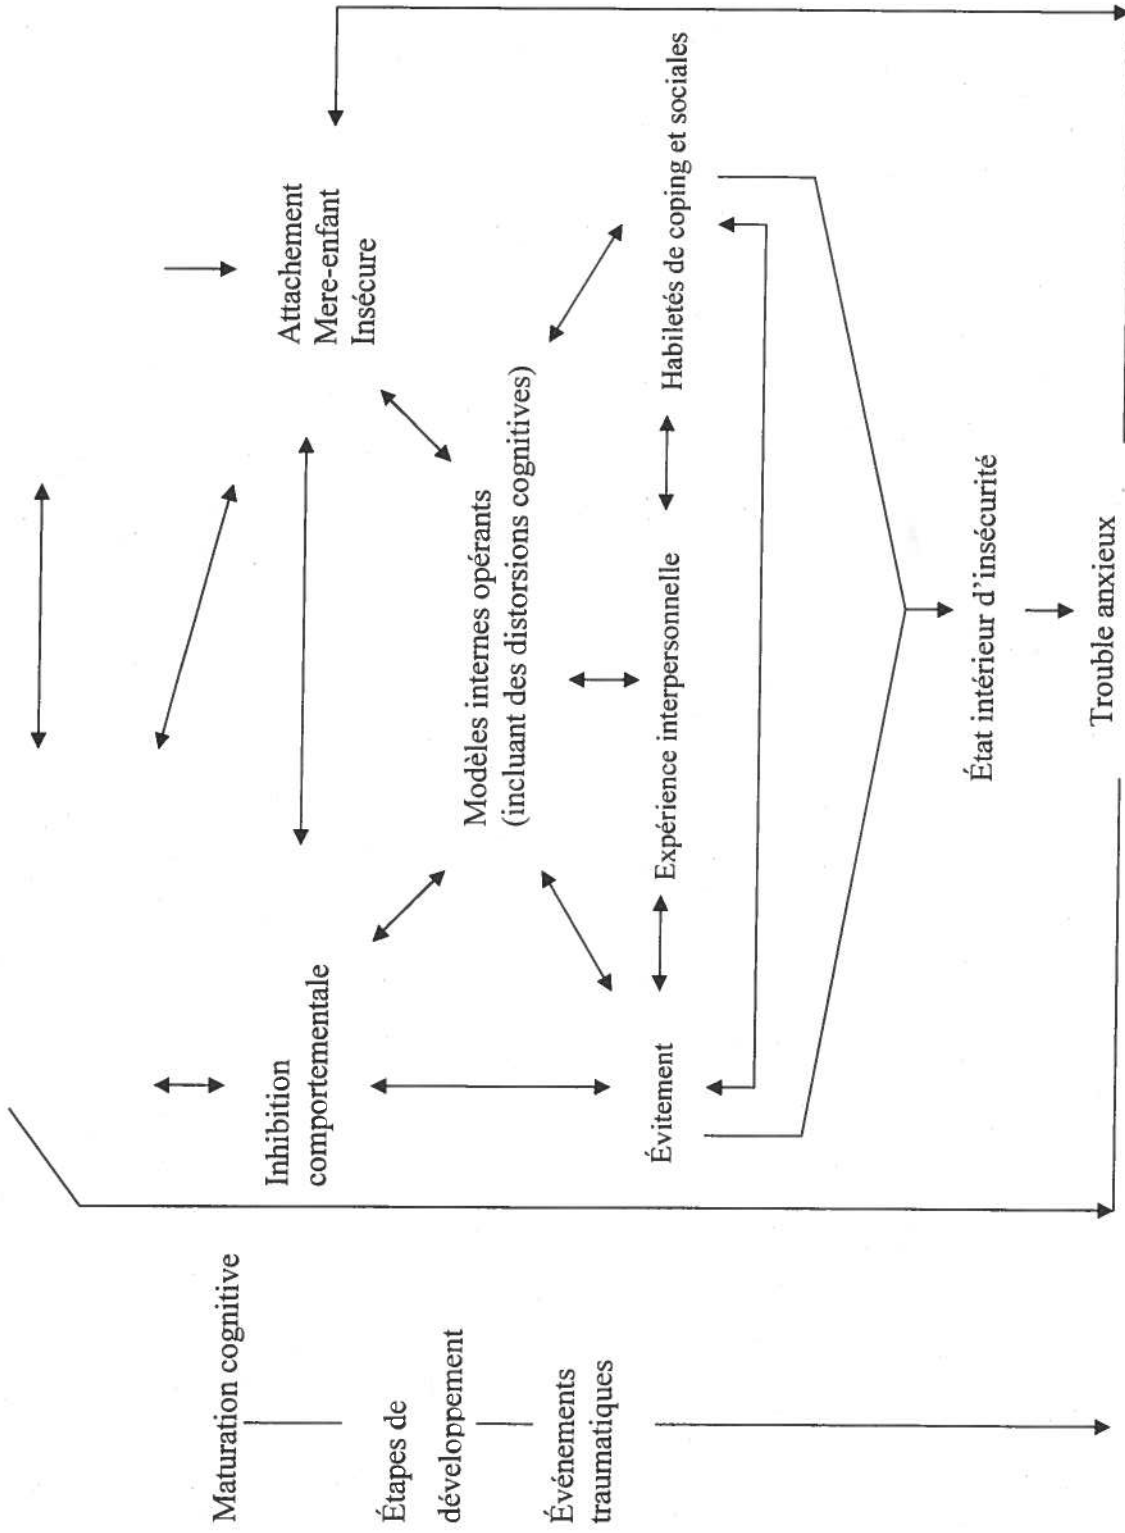 Attachement
Mere-enfant
Insécure
Inhibition
comportementale
Maturation cognitive
Modèles internes opérants
(incluant des distorsions cognitives)
Étapes de
développement
Événements
traumatiques
Évitement
Expérience interpersonnelle
Habiletés de coping et sociales
État intérieur d'insécurité
Trouble anxieux